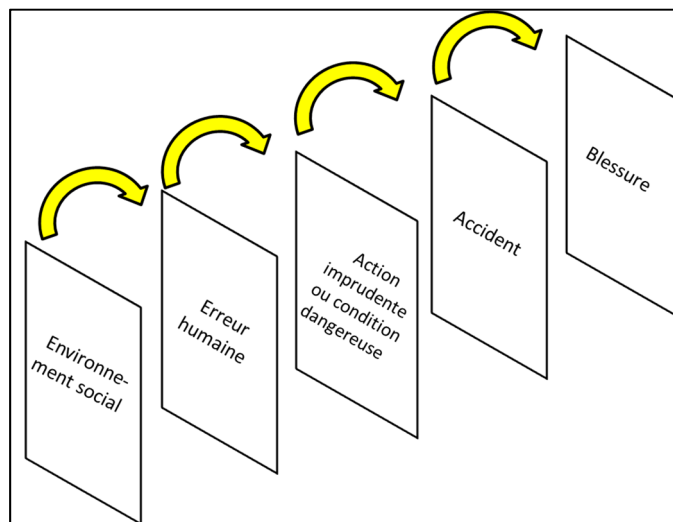 Environne-
ment social
Erreur
humaine
Action
imprudente
ou condition
dangereuse
Accident
Blessure